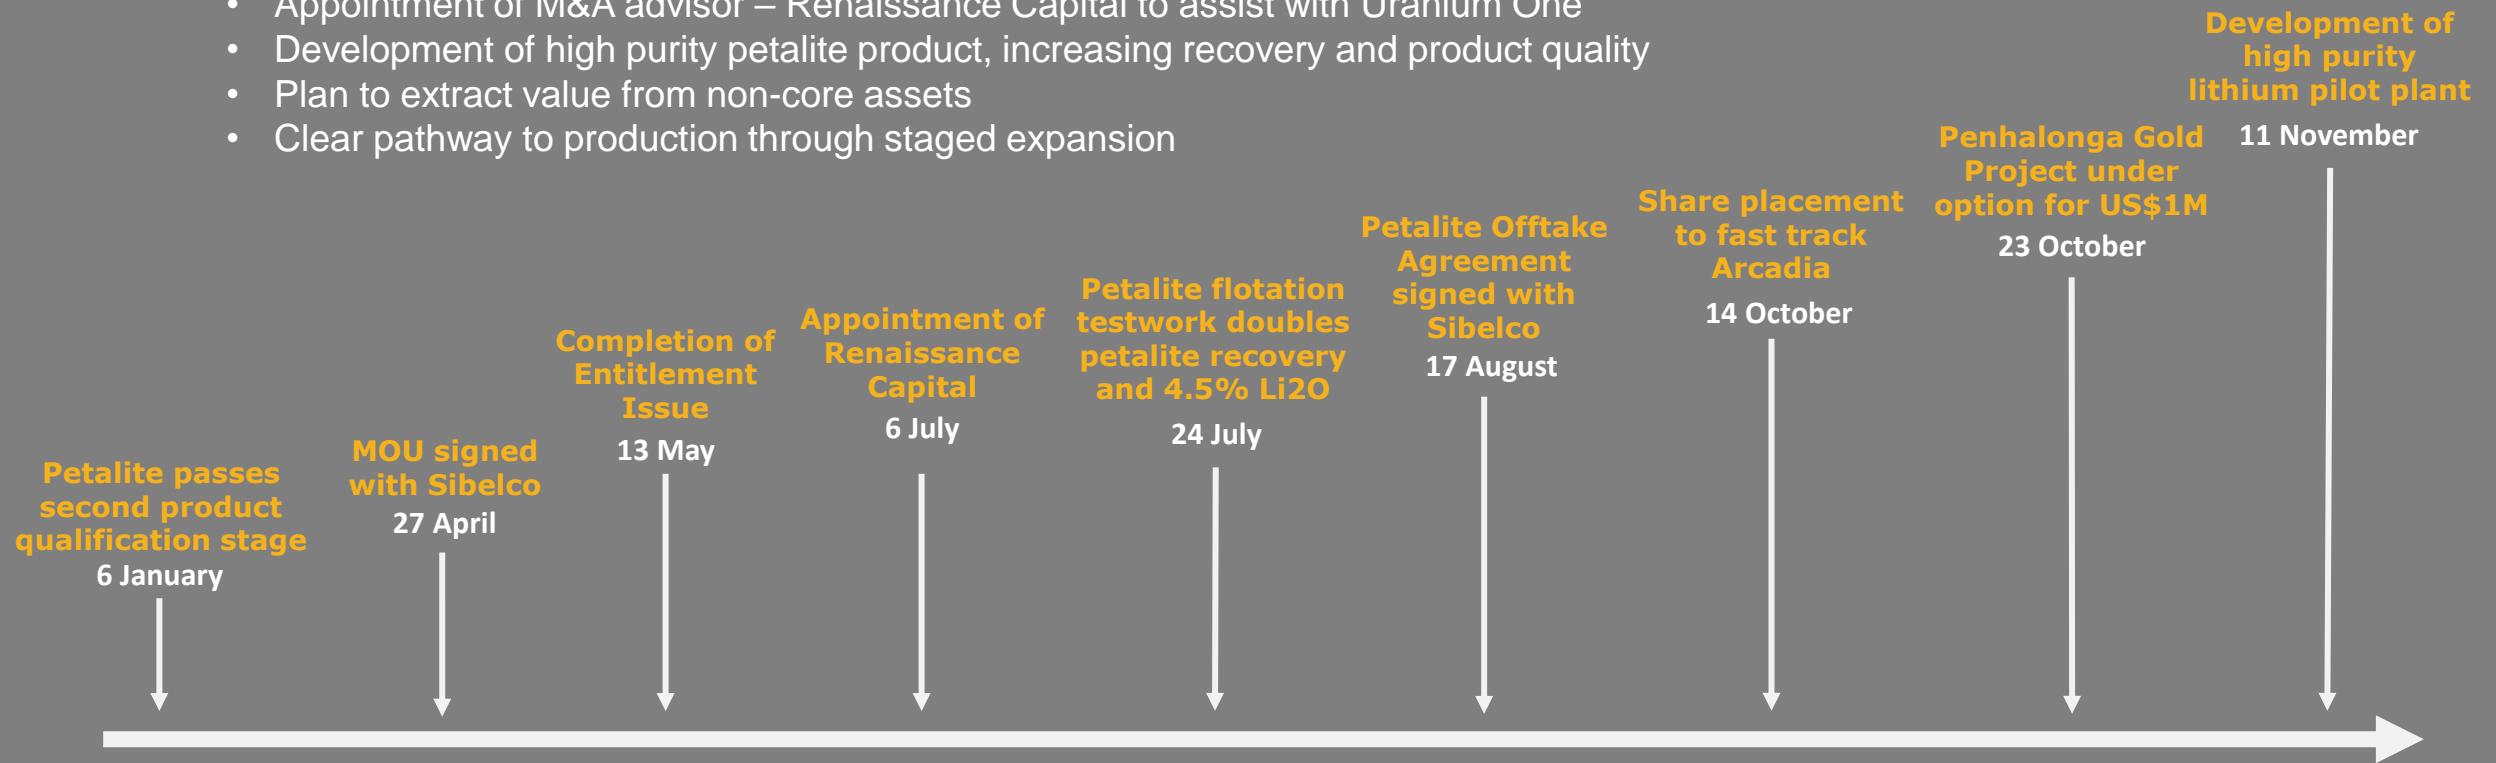 • Appointment of M&A advisor – Renaissance Capital to assist with Uranium One
• Development of high purity petalite product, increasing recovery and product quality
• Plan to extract value from non-core assets
• Clear pathway to production through staged expansion
Petalite passes
second product
qualification stage
6 January
MOU signed
with Sibelco
27 April
Completion of
Entitlement
Issue
13 May
Appointment of
Renaissance
Capital
6 July
Petalite flotation
testwork doubles
petalite recovery
and 4.5% Li2O
24 July
Petalite Offtake
Agreement
signed with
Sibelco
17 August
Share placement
to fast track
Arcadia
14 October
Penhalonga Gold
Project under
option for US$1M
23 October
Development of
high purity
lithium pilot plant
11 November